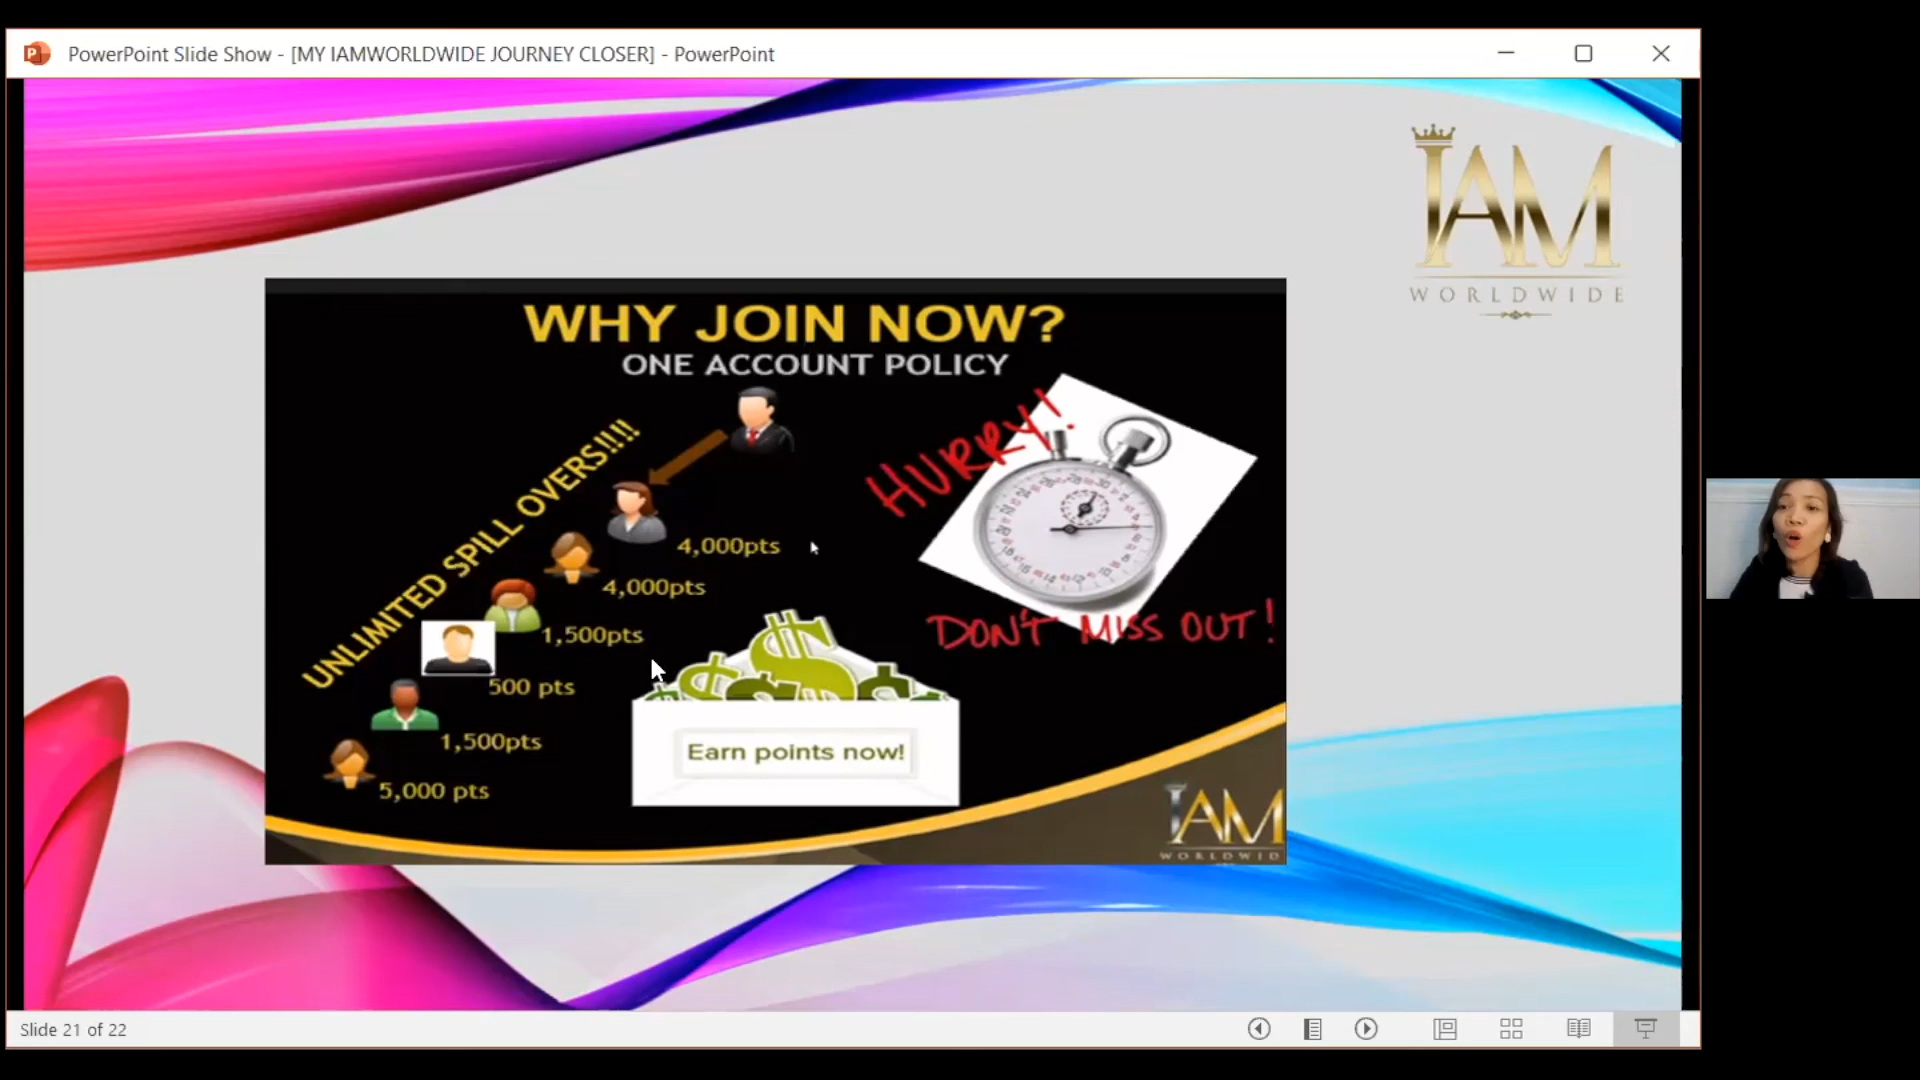 PowerPoint Slide Show - [MY IAMWORLDWIDE JOURNEY CLOSER] - PowerPoint
IAM
WORLDWIDE
WHY JOIN NOW?
ONE ACCOUNT POLICY
UNLIMITED SPILL OVERS!!!!
HURRY!
4,000pts
4,000pts
1,500pts
DON'T MISS OUT!
500 pts
1,500pts
Earn points now!
5,000 pts
IAM
WORLDWID
Slide 21 of 22